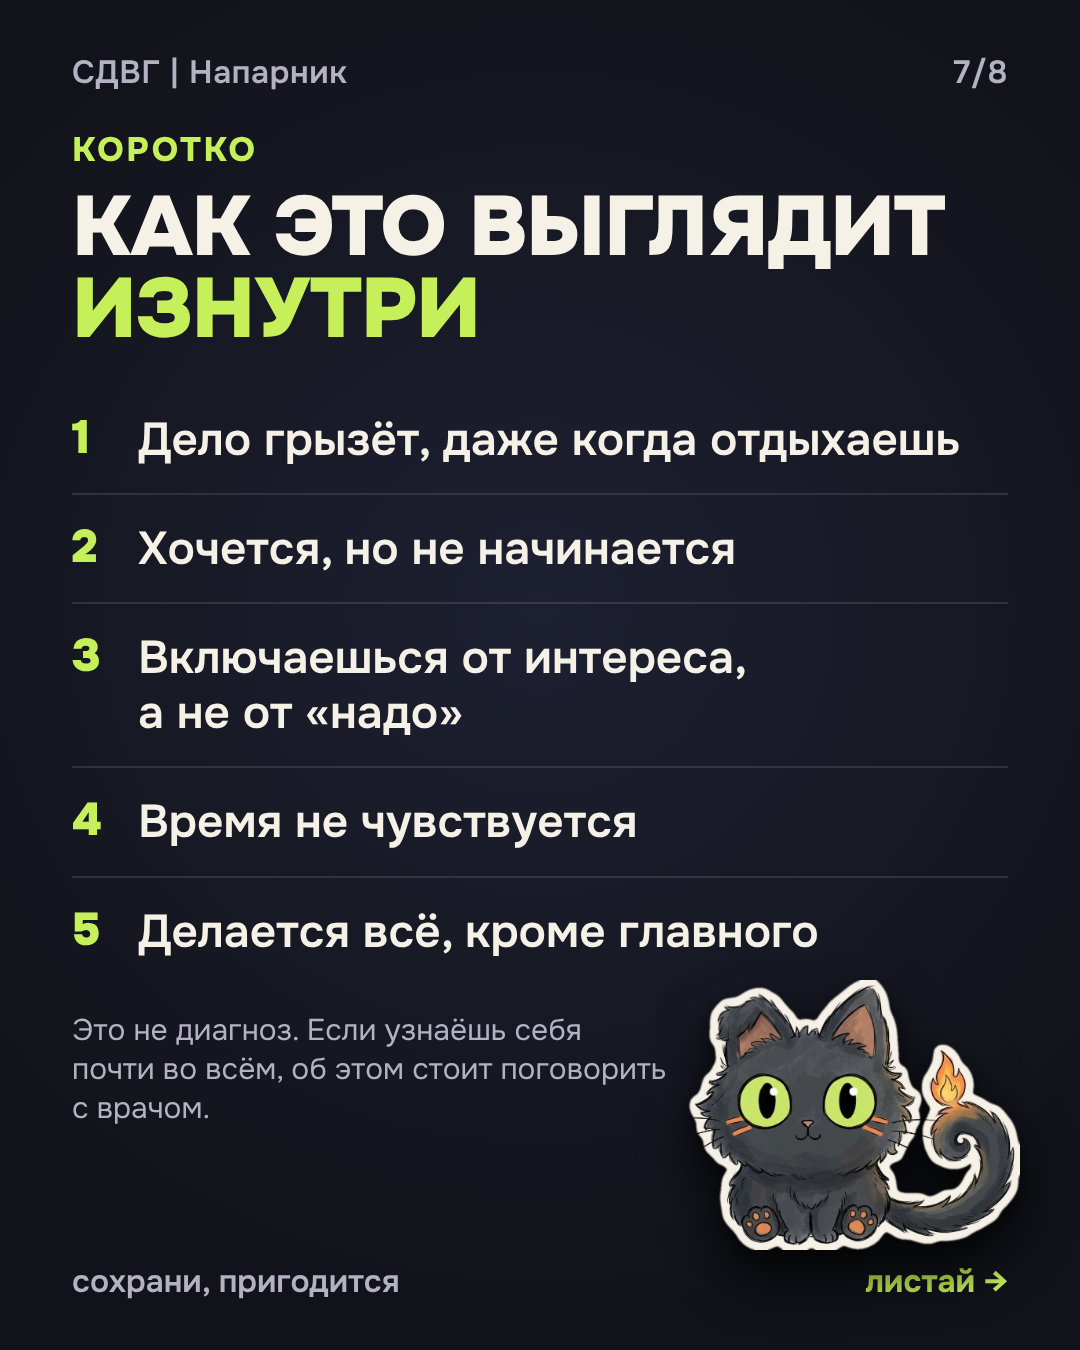 СДВГ | Напарник
7/8
КОРОТКО
КАК ЭТО ВЫГЛЯДИТ
ИЗНУТРИ
1 Дело грызёт, даже когда отдыхаешь
2 Хочется, но не начинается
3 Включаешься от интереса,
а не от «надо»
4 Время не чувствуется
5 Делается всё, кроме главного
Это не диагноз. Если узнаёшь себя
почти во всём, об этом стоит поговорить
с врачом.
сохрани, пригодится
листай →